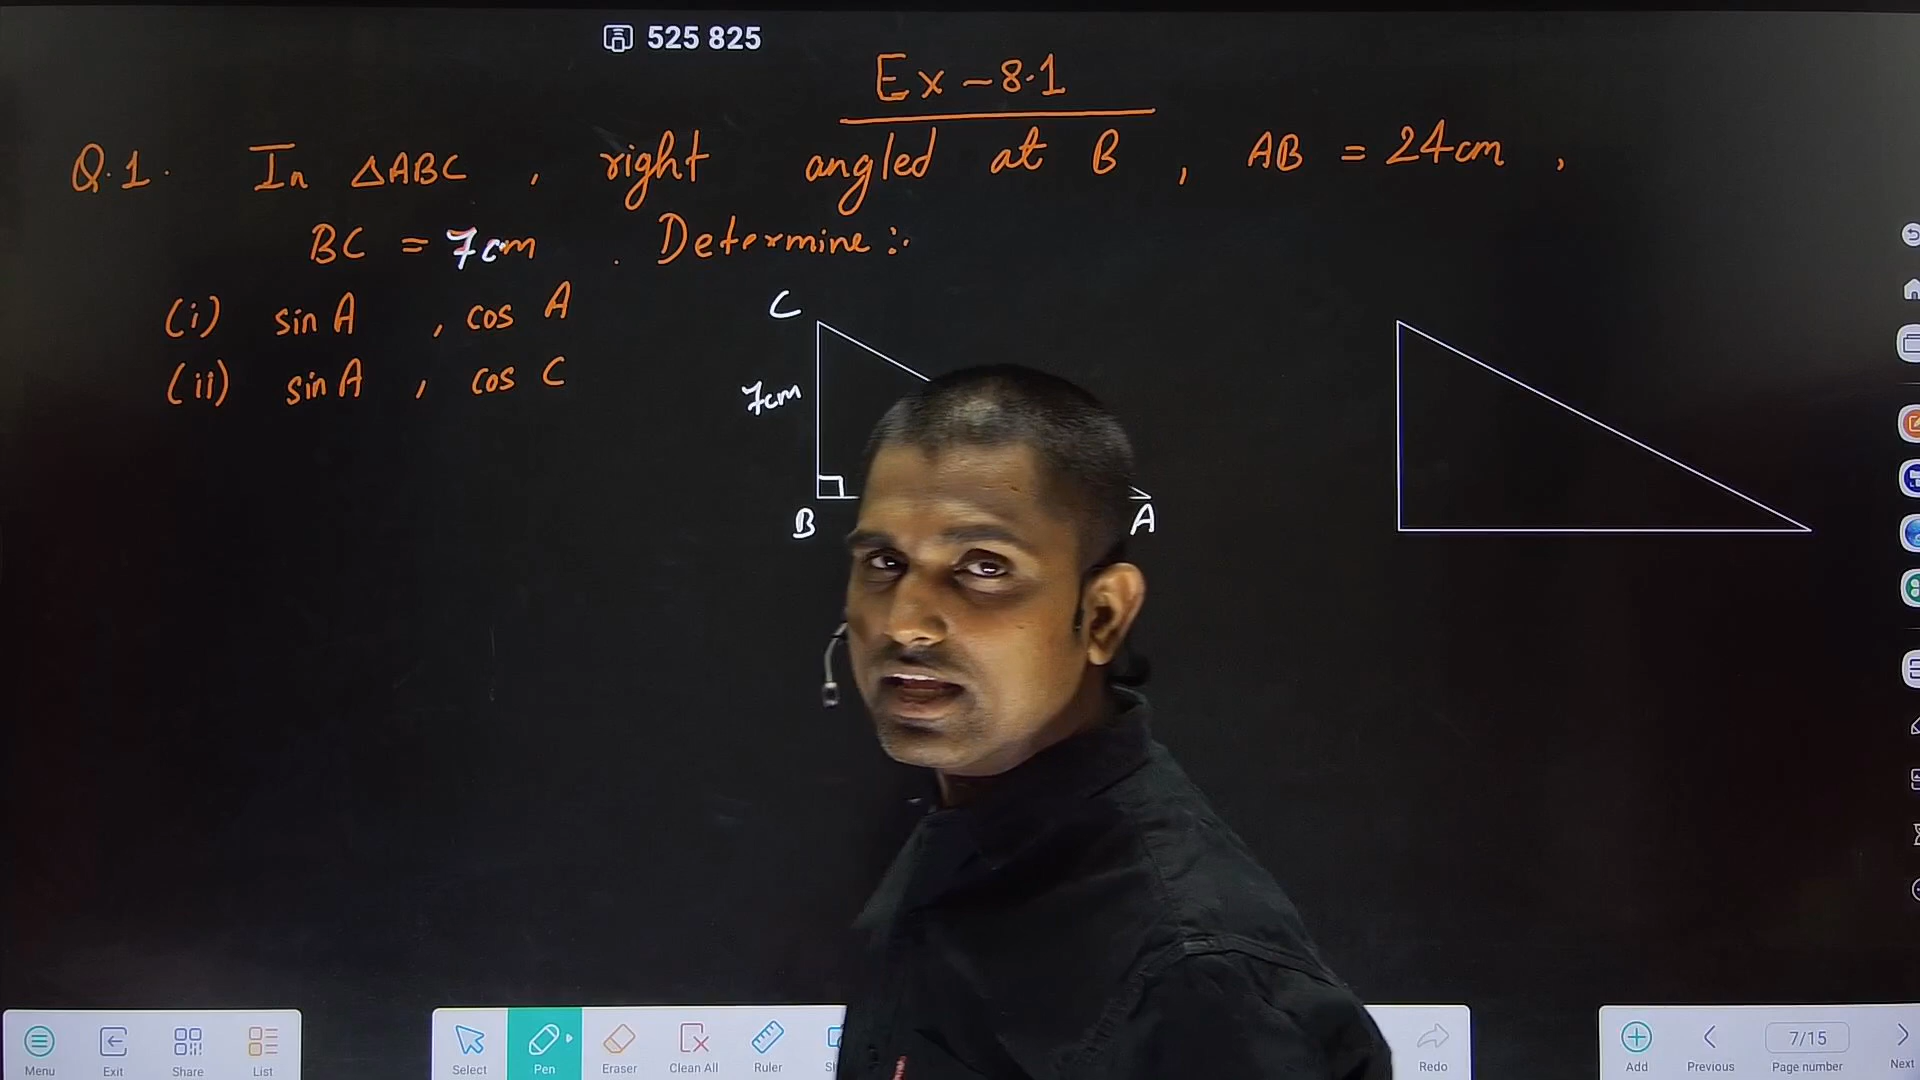 525 825
Ex - 8.1
Q.1. In ΔABC , right angled at B , AB = 24cm ,
BC = 7cm . Determine :-
(i) sin A , cos A
(ii) sin A , cos C
C
7cm
B
A
Menu
Exit
Share
List
Select
Pen
Eraser
Clean All
Ruler
Redo
Add
Previous
7/15
Page number
Next